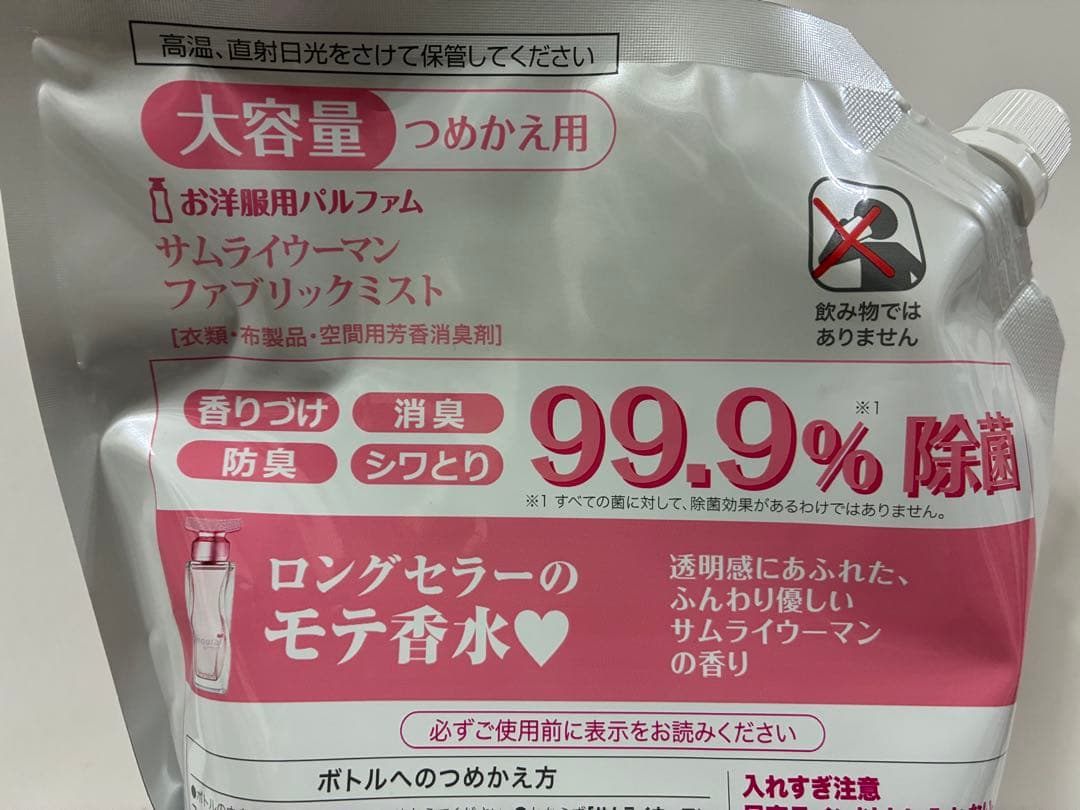 高温、直射日光をさけて保管してください
大容量 つめかえ用
お洋服用パルファム
サムライウーマン
ファブリックミスト
[衣類・布製品・空間用芳香消臭剤]
飲み物では
ありません
香りづけ 消臭
防臭 シワとり
99.9% ※1 除菌
※1 すべての菌に対して、除菌効果があるわけではありません。
ロングセラーの
モテ香水♥
透明感にあふれた、
ふんわり優しい
サムライウーマン
の香り
必ずご使用前に表示をお読みください
ボトルへのつめかえ方
入れすぎ注意